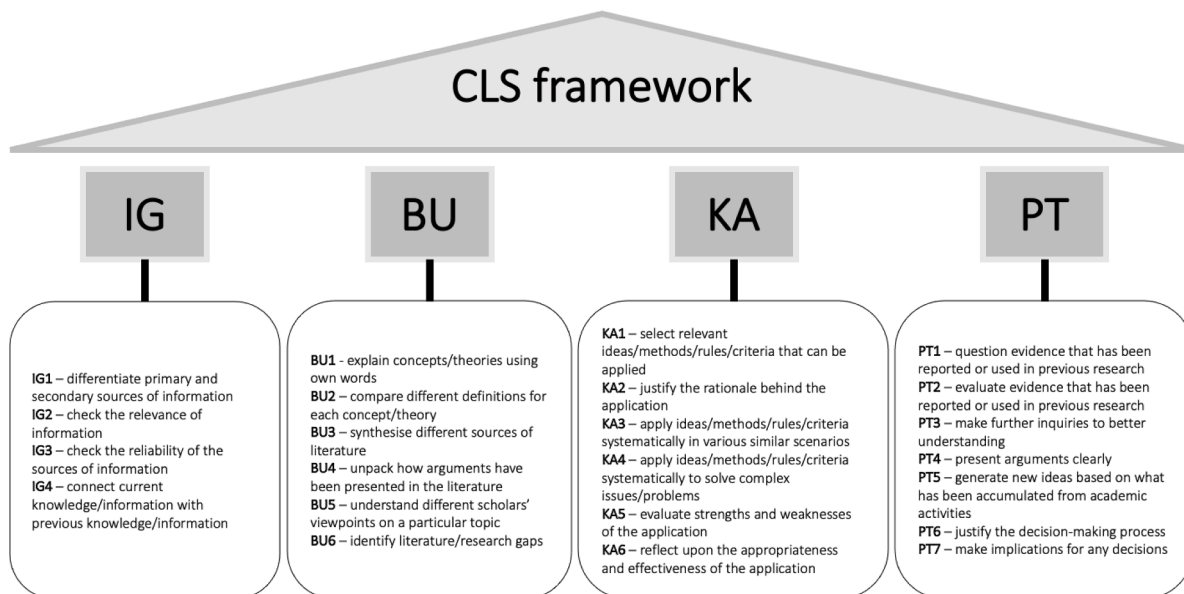 CLS framework
IG
BU
KA
PT
IG1 – differentiate primary and
secondary sources of information
IG2 – check the relevance of
information
IG3 – check the reliability of the
sources of information
IG4 – connect current
knowledge/information with
previous knowledge/information
BU1 - explain concepts/theories using
own words
BU2 – compare different definitions for
each concept/theory
BU3 – synthesise different sources of
literature
BU4 – unpack how arguments have
been presented in the literature
BU5 – understand different scholars’
viewpoints on a particular topic
BU6 – identify literature/research gaps
KA1 – select relevant
ideas/methods/rules/criteria that can be
applied
KA2 – justify the rationale behind the
application
KA3 – apply ideas/methods/rules/criteria
systematically in various similar scenarios
KA4 – apply ideas/methods/rules/criteria
systematically to solve complex
issues/problems
KA5 – evaluate strengths and weaknesses
of the application
KA6 – reflect upon the appropriateness
and effectiveness of the application
PT1 – question evidence that has been
reported or used in previous research
PT2 – evaluate evidence that has been
reported or used in previous research
PT3 – make further inquiries to better
understanding
PT4 – present arguments clearly
PT5 – generate new ideas based on what
has been accumulated from academic
activities
PT6 – justify the decision-making process
PT7 – make implications for any decisions